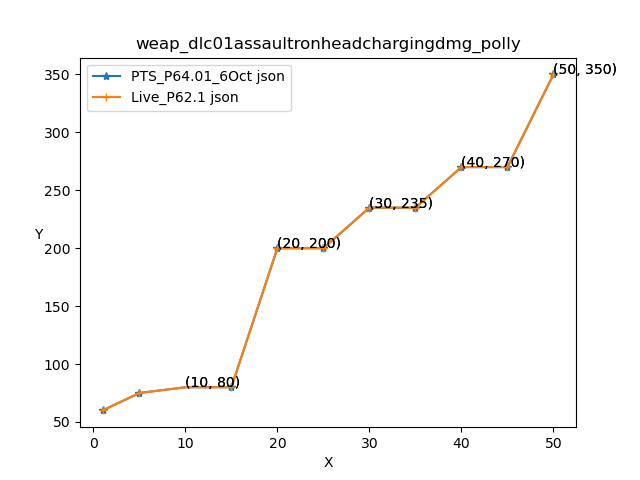 weap_dlc01assaultronheadchargingdmg_polly
PTS_P64.01_6Oct json
Live_P62.1 json
(50, 350)
(40, 270)
(30, 235)
(20, 200)
(10, 80)
350
300
250
200
150
100
50
Y
0 10 20 30 40 50
X